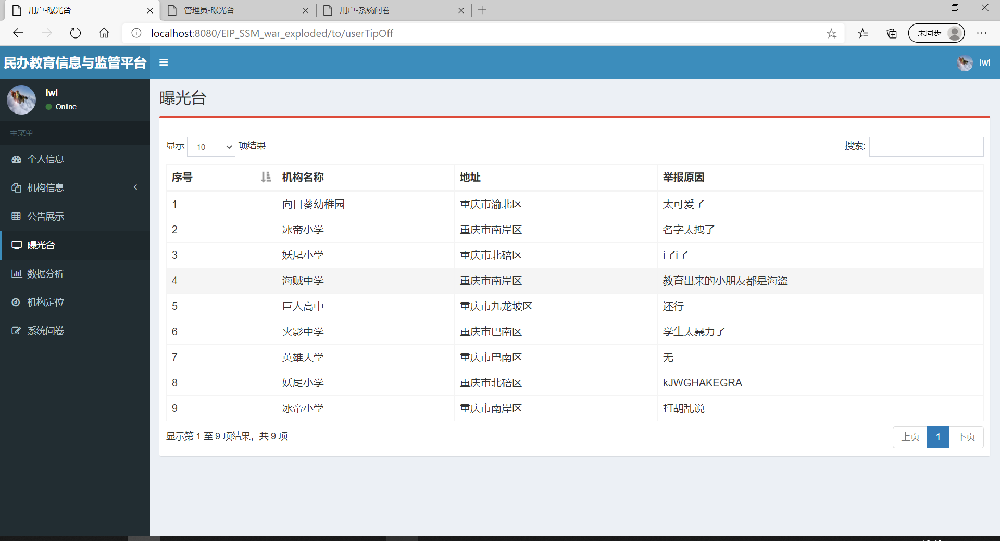 用户-曝光台
管理员-曝光台
用户-系统问卷
localhost:8080/EIP_SSM_war_exploded/to/userTipOff
未同步
民办教育信息与监管平台
lwl
lwl
Online
主菜单
个人信息
机构信息
公告展示
曝光台
数据分析
机构定位
系统问卷
曝光台
显示 10 项结果
搜索:
序号 机构名称 地址 举报原因
1 向日葵幼稚园 重庆市渝北区 太可爱了
2 冰帝小学 重庆市南岸区 名字太拽了
3 妖尾小学 重庆市北碚区 i了i了
4 海贼中学 重庆市南岸区 教育出来的小朋友都是海盗
5 巨人高中 重庆市九龙坡区 还行
6 火影中学 重庆市巴南区 学生太暴力了
7 英雄大学 重庆市巴南区 无
8 妖尾小学 重庆市北碚区 kJWGHAKEGRA
9 冰帝小学 重庆市南岸区 打胡乱说
显示第 1 至 9 项结果，共 9 项
上页 1 下页